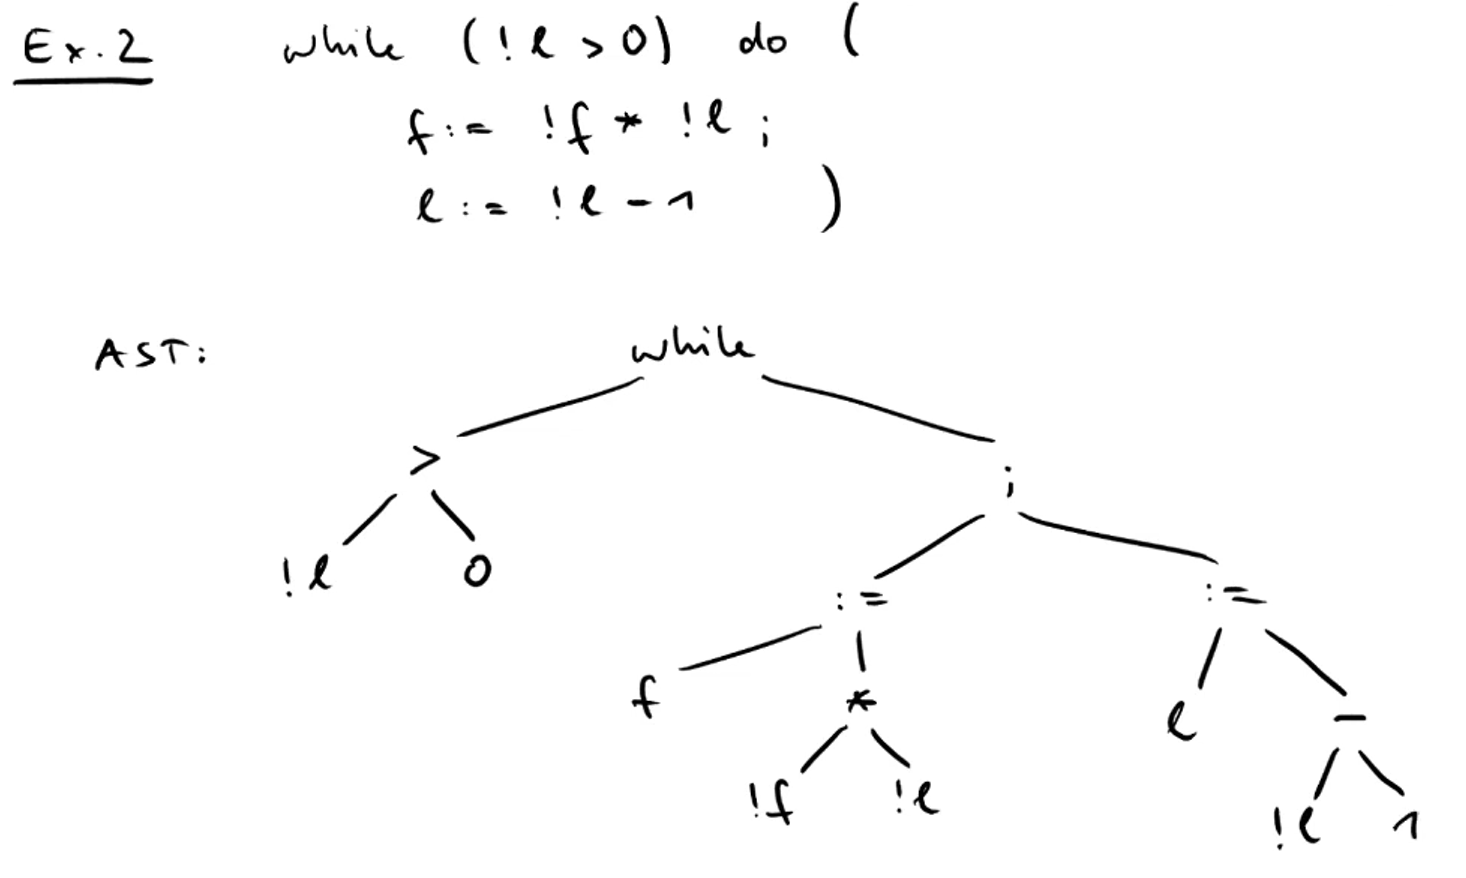 Ex. 2 while (!l > 0) do (
f := !f * !l ;
l := !l - 1 )
AST: while
> ;
!l 0 := :=
f * l -
!f !l !l 1